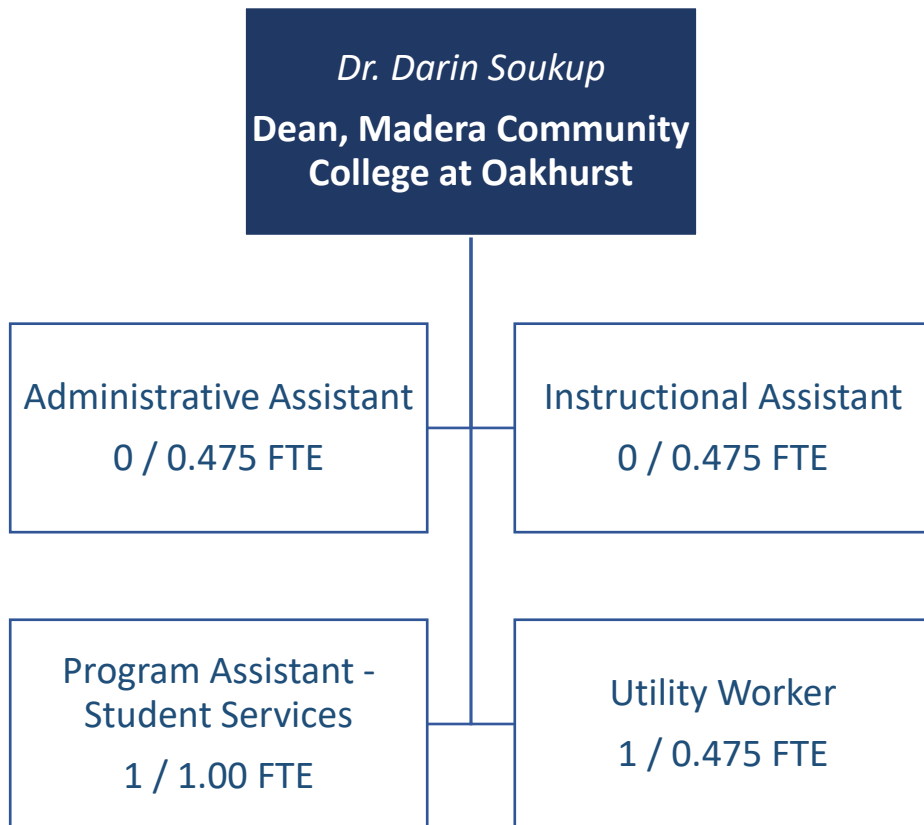 Dr. Darin Soukup
Dean, Madera Community
College at Oakhurst
Administrative Assistant
0 / 0.475 FTE
Instructional Assistant
0 / 0.475 FTE
Program Assistant -
Student Services
1 / 1.00 FTE
Utility Worker
1 / 0.475 FTE